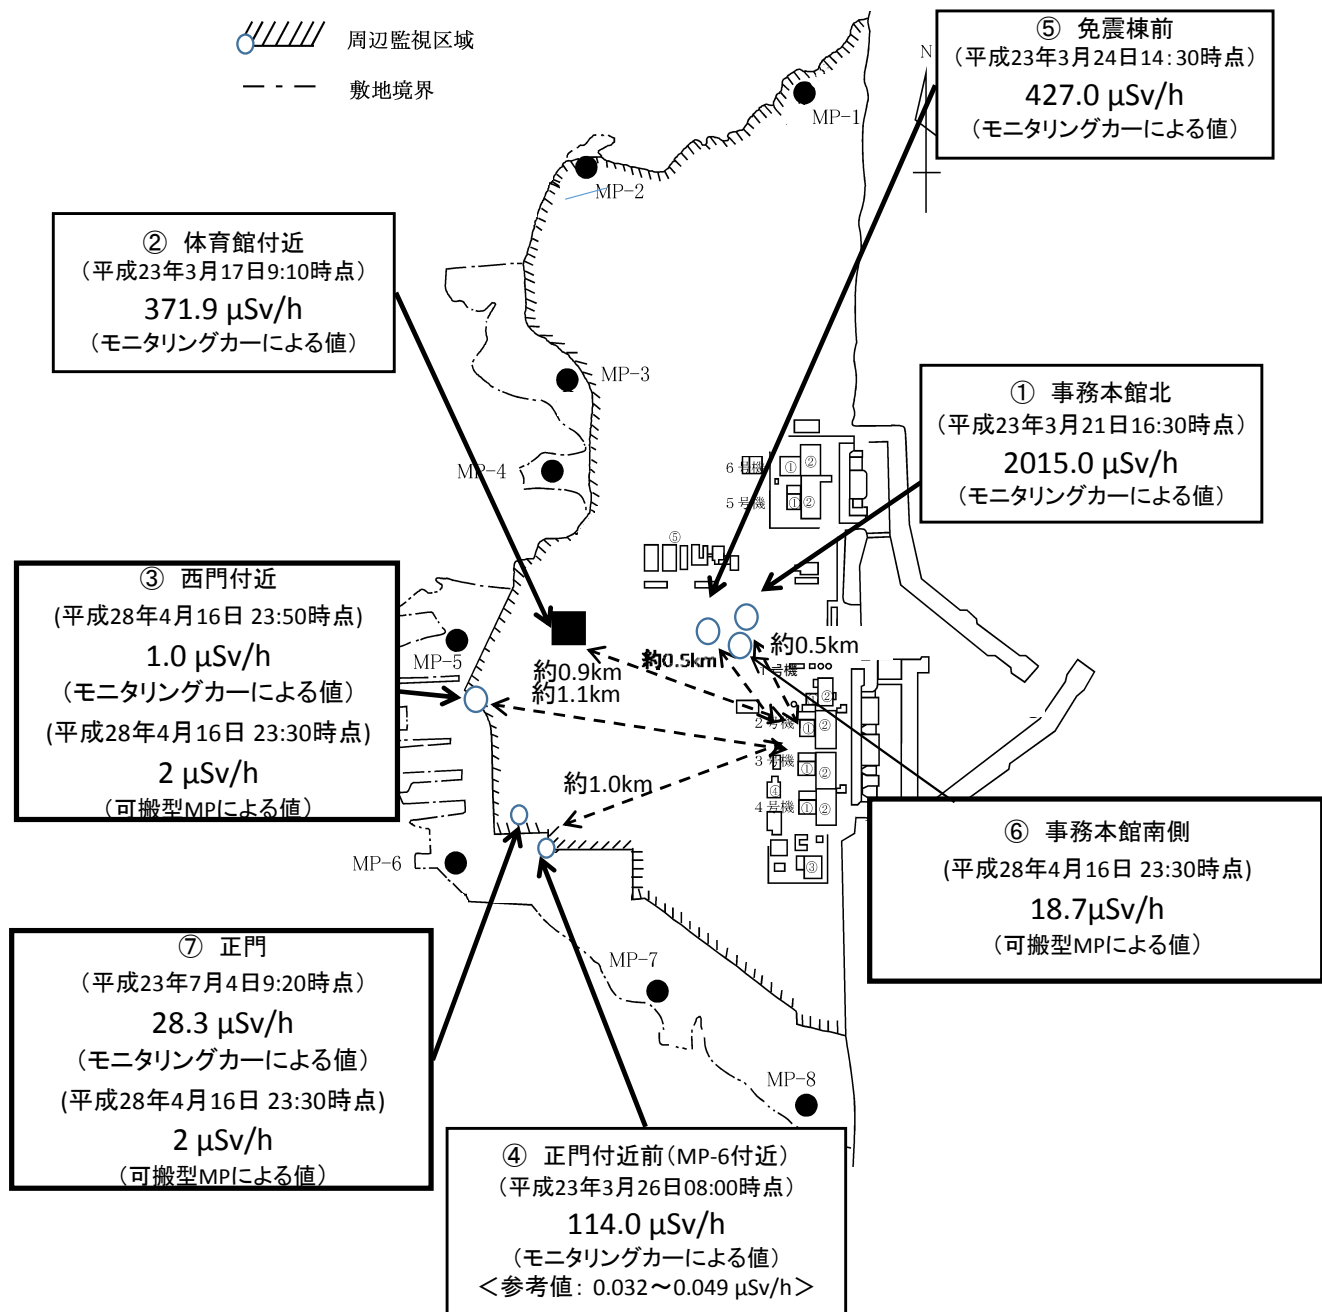 周辺監視区域
敷地境界
N
⑤ 免震棟前
（平成23年3月24日14：30時点）
427.0 μSv/h
（モニタリングカーによる値）
MP-1
MP-2
② 体育館付近
（平成23年3月17日9:10時点）
371.9 μSv/h
（モニタリングカーによる値）
MP-3
① 事務本館北
（平成23年3月21日16:30時点）
2015.0 μSv/h
（モニタリングカーによる値）
MP-4
6号機
①
②
5号機
①
②
⑤
③ 西門付近
(平成28年4月16日 23:50時点)
1.0 μSv/h
（モニタリングカーによる値）
(平成28年4月16日 23:30時点)
2 μSv/h
（可搬型MPによる値）
MP-5
約0.9km
約1.1km
約0.5km
約0.5km
1号機
②
2号機
①
②
3号機
①
②
④
4号機
①
②
③
約1.0km
MP-6
⑥ 事務本館南側
(平成28年4月16日 23:30時点)
18.7μSv/h
（可搬型MPによる値）
⑦ 正門
（平成23年7月4日9:20時点）
28.3 μSv/h
（モニタリングカーによる値）
(平成28年4月16日 23:30時点)
2 μSv/h
（可搬型MPによる値）
MP-7
MP-8
④ 正門付近前（MP-6付近）
（平成23年3月26日08:00時点）
114.0 μSv/h
（モニタリングカーによる値）
＜参考値：0.032～0.049 μSv/h＞